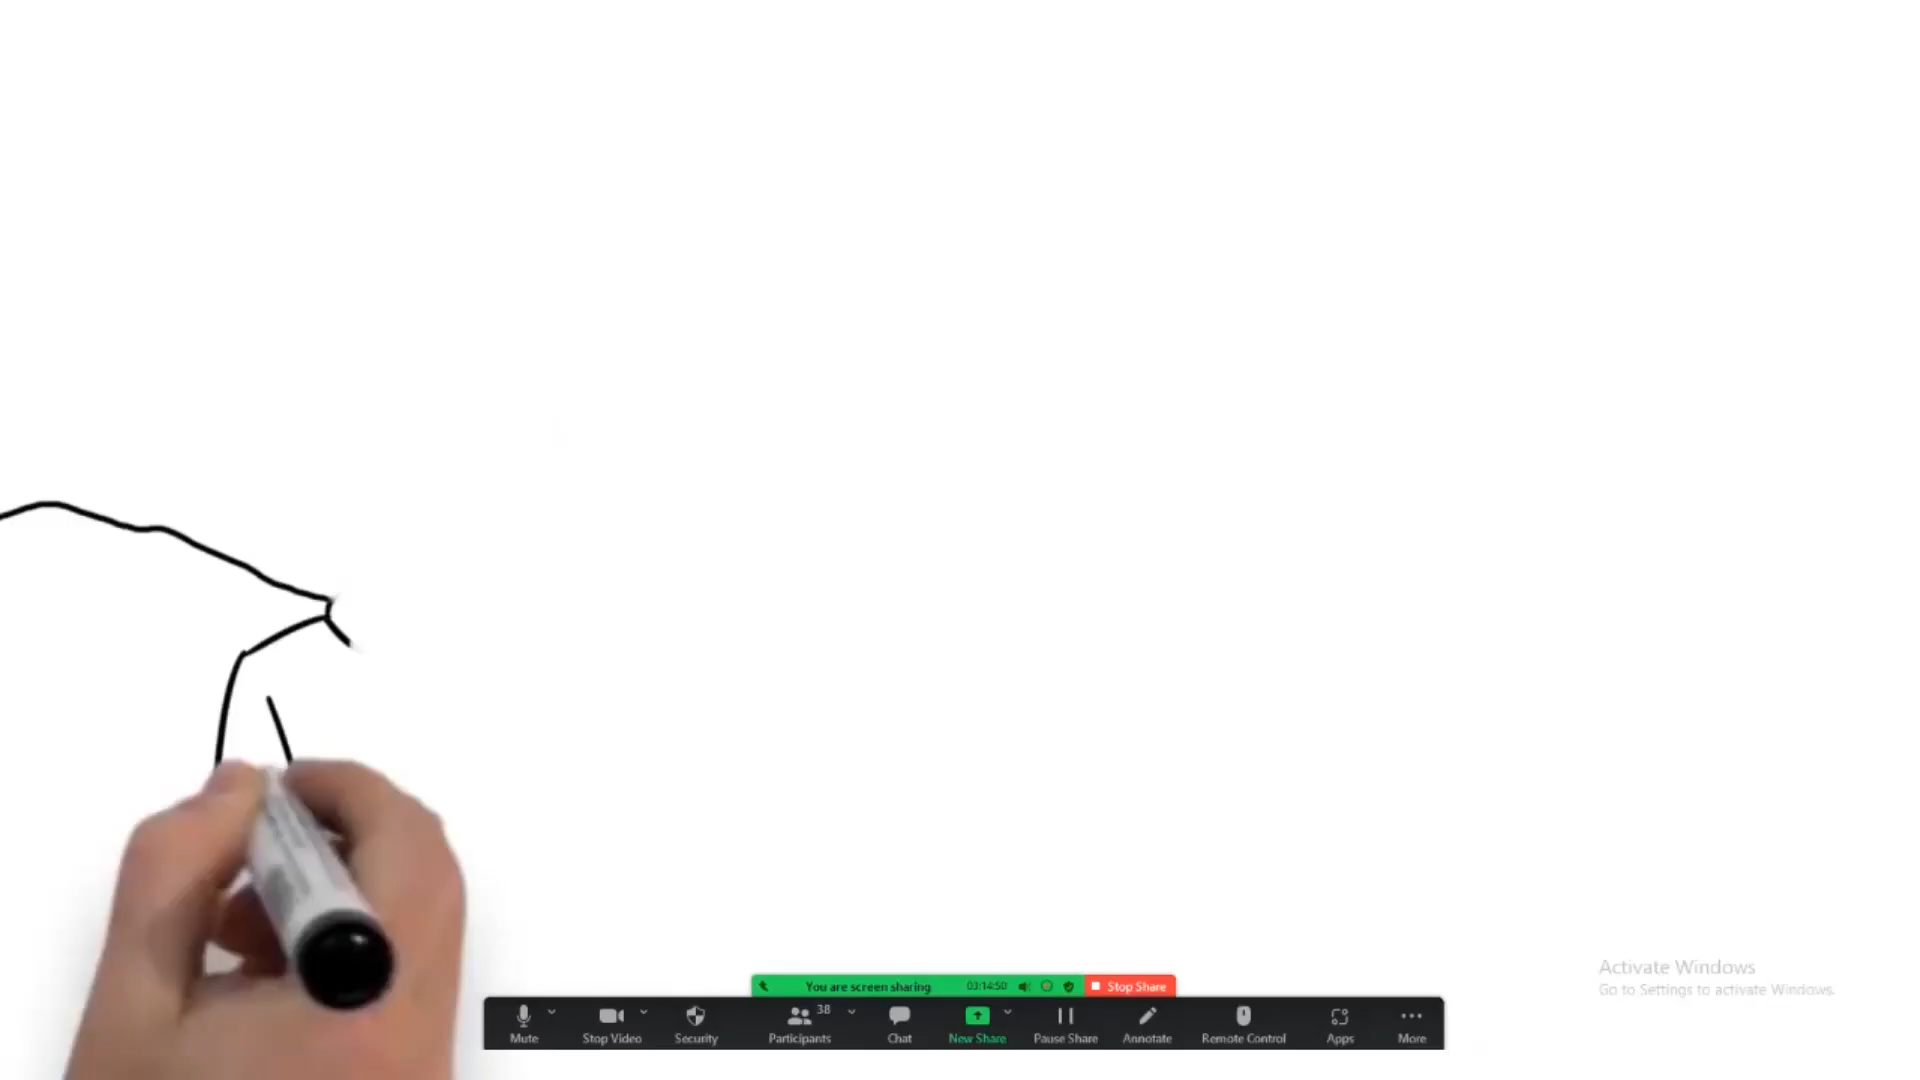 You are screen sharing 03:14:50 Stop Share
38
Mute Stop Video Security Participants Chat New Share Pause Share Annotate Remote Control Apps More
Activate Windows
Go to Settings to activate Windows.